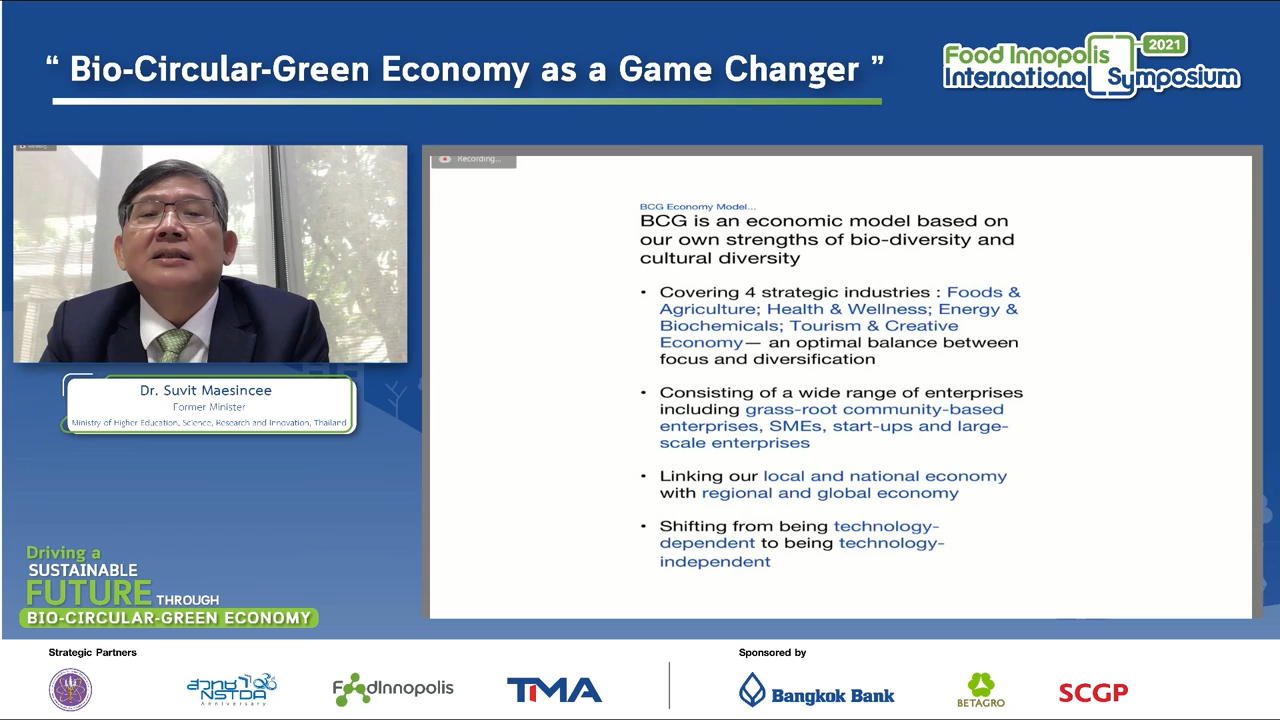 “ Bio-Circular-Green Economy as a Game Changer ”
Food Innopolis
International Symposium
2021
Recording...
BCG Economy Model...
BCG is an economic model based on
our own strengths of bio-diversity and
cultural diversity
• Covering 4 strategic industries : Foods &
Agriculture; Health & Wellness; Energy &
Biochemicals; Tourism & Creative
Economy— an optimal balance between
focus and diversification
• Consisting of a wide range of enterprises
including grass-root community-based
enterprises, SMEs, start-ups and large-
scale enterprises
• Linking our local and national economy
with regional and global economy
• Shifting from being technology-
dependent to being technology-
independent
Dr. Suvit Maesincee
Former Minister
Ministry of Higher Education, Science, Research and Innovation, Thailand
Driving a
SUSTAINABLE
FUTURE THROUGH
BIO-CIRCULAR-GREEN ECONOMY
Strategic Partners
สวทช
NSTDA
Anniversary
FoodInnopolis
TMA
Sponsored by
Bangkok Bank
BETAGRO
SCGP